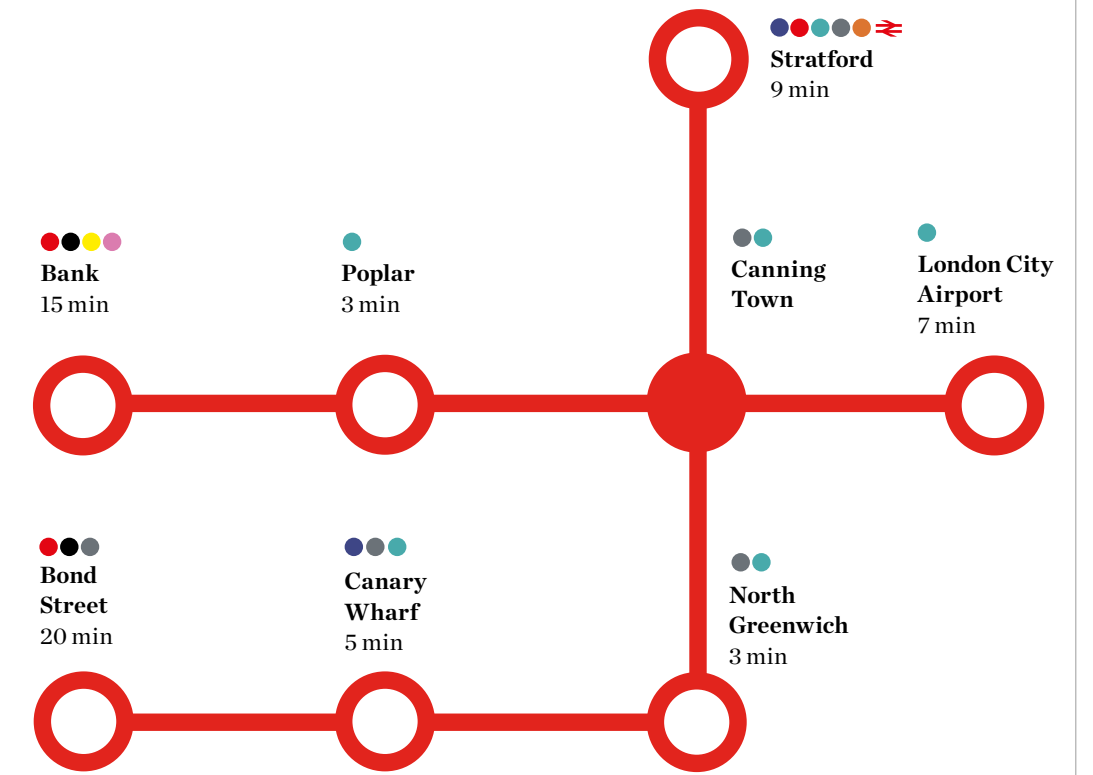 Stratford
9 min
Bank
15 min
Poplar
3 min
Canning
Town
London City
Airport
7 min
Bond
Street
20 min
Canary
Wharf
5 min
North
Greenwich
3 min